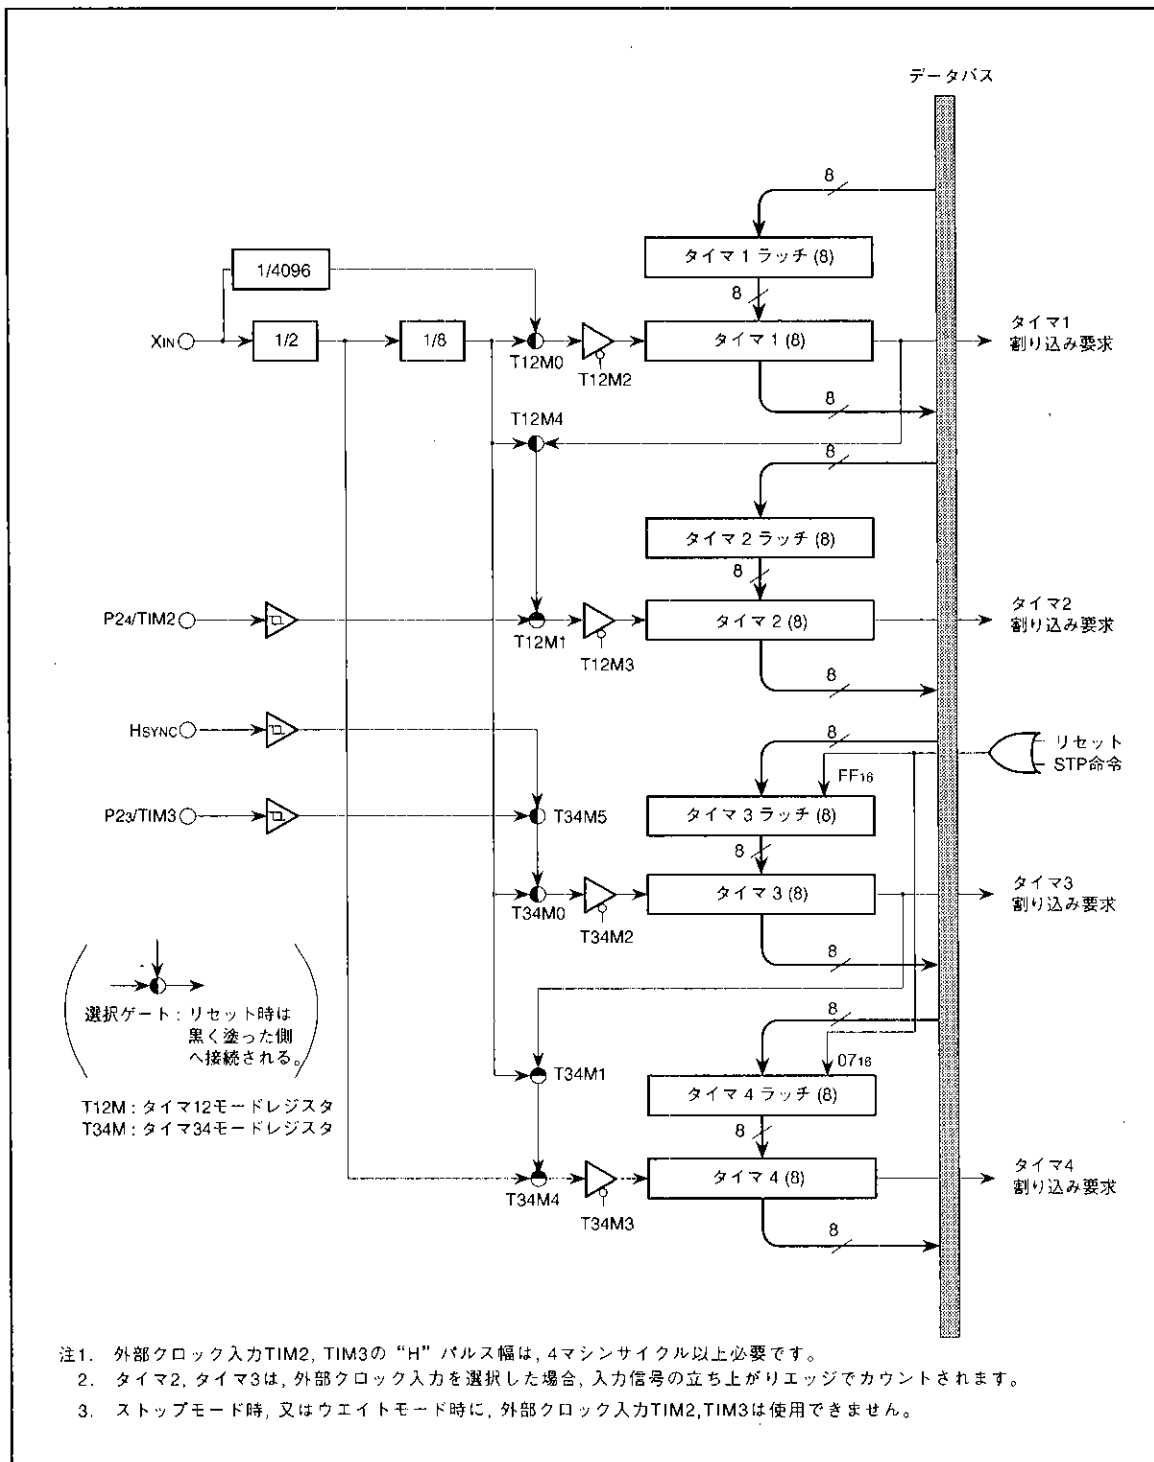 データバス
8
タイマ 1 ラッチ (8)
1/4096
8
XIN
1/2
1/8
T12M0
T12M2
タイマ 1 (8)
タイマ1
割り込み要求
8
T12M4
8
タイマ 2 ラッチ (8)
8
P24/TIM2
T12M1
T12M3
タイマ 2 (8)
タイマ2
割り込み要求
8
HSYNC
8
リセット
STP命令
FF16
P23/TIM3
T34M5
タイマ 3 ラッチ (8)
8
T34M0
T34M2
タイマ 3 (8)
タイマ3
割り込み要求
8
選択ゲート : リセット時は
黒く塗った側
へ接続される。
8
0716
T34M1
タイマ 4 ラッチ (8)
T12M : タイマ12モードレジスタ
T34M : タイマ34モードレジスタ
8
T34M4
T34M3
タイマ 4 (8)
タイマ4
割り込み要求
8
注1. 外部クロック入力TIM2, TIM3の “H” パルス幅は, 4マシンサイクル以上必要です。
2. タイマ2, タイマ3は, 外部クロック入力を選択した場合, 入力信号の立ち上がりエッジでカウントされます。
3. ストップモード時, 又はウエイトモード時に, 外部クロック入力TIM2,TIM3は使用できません。